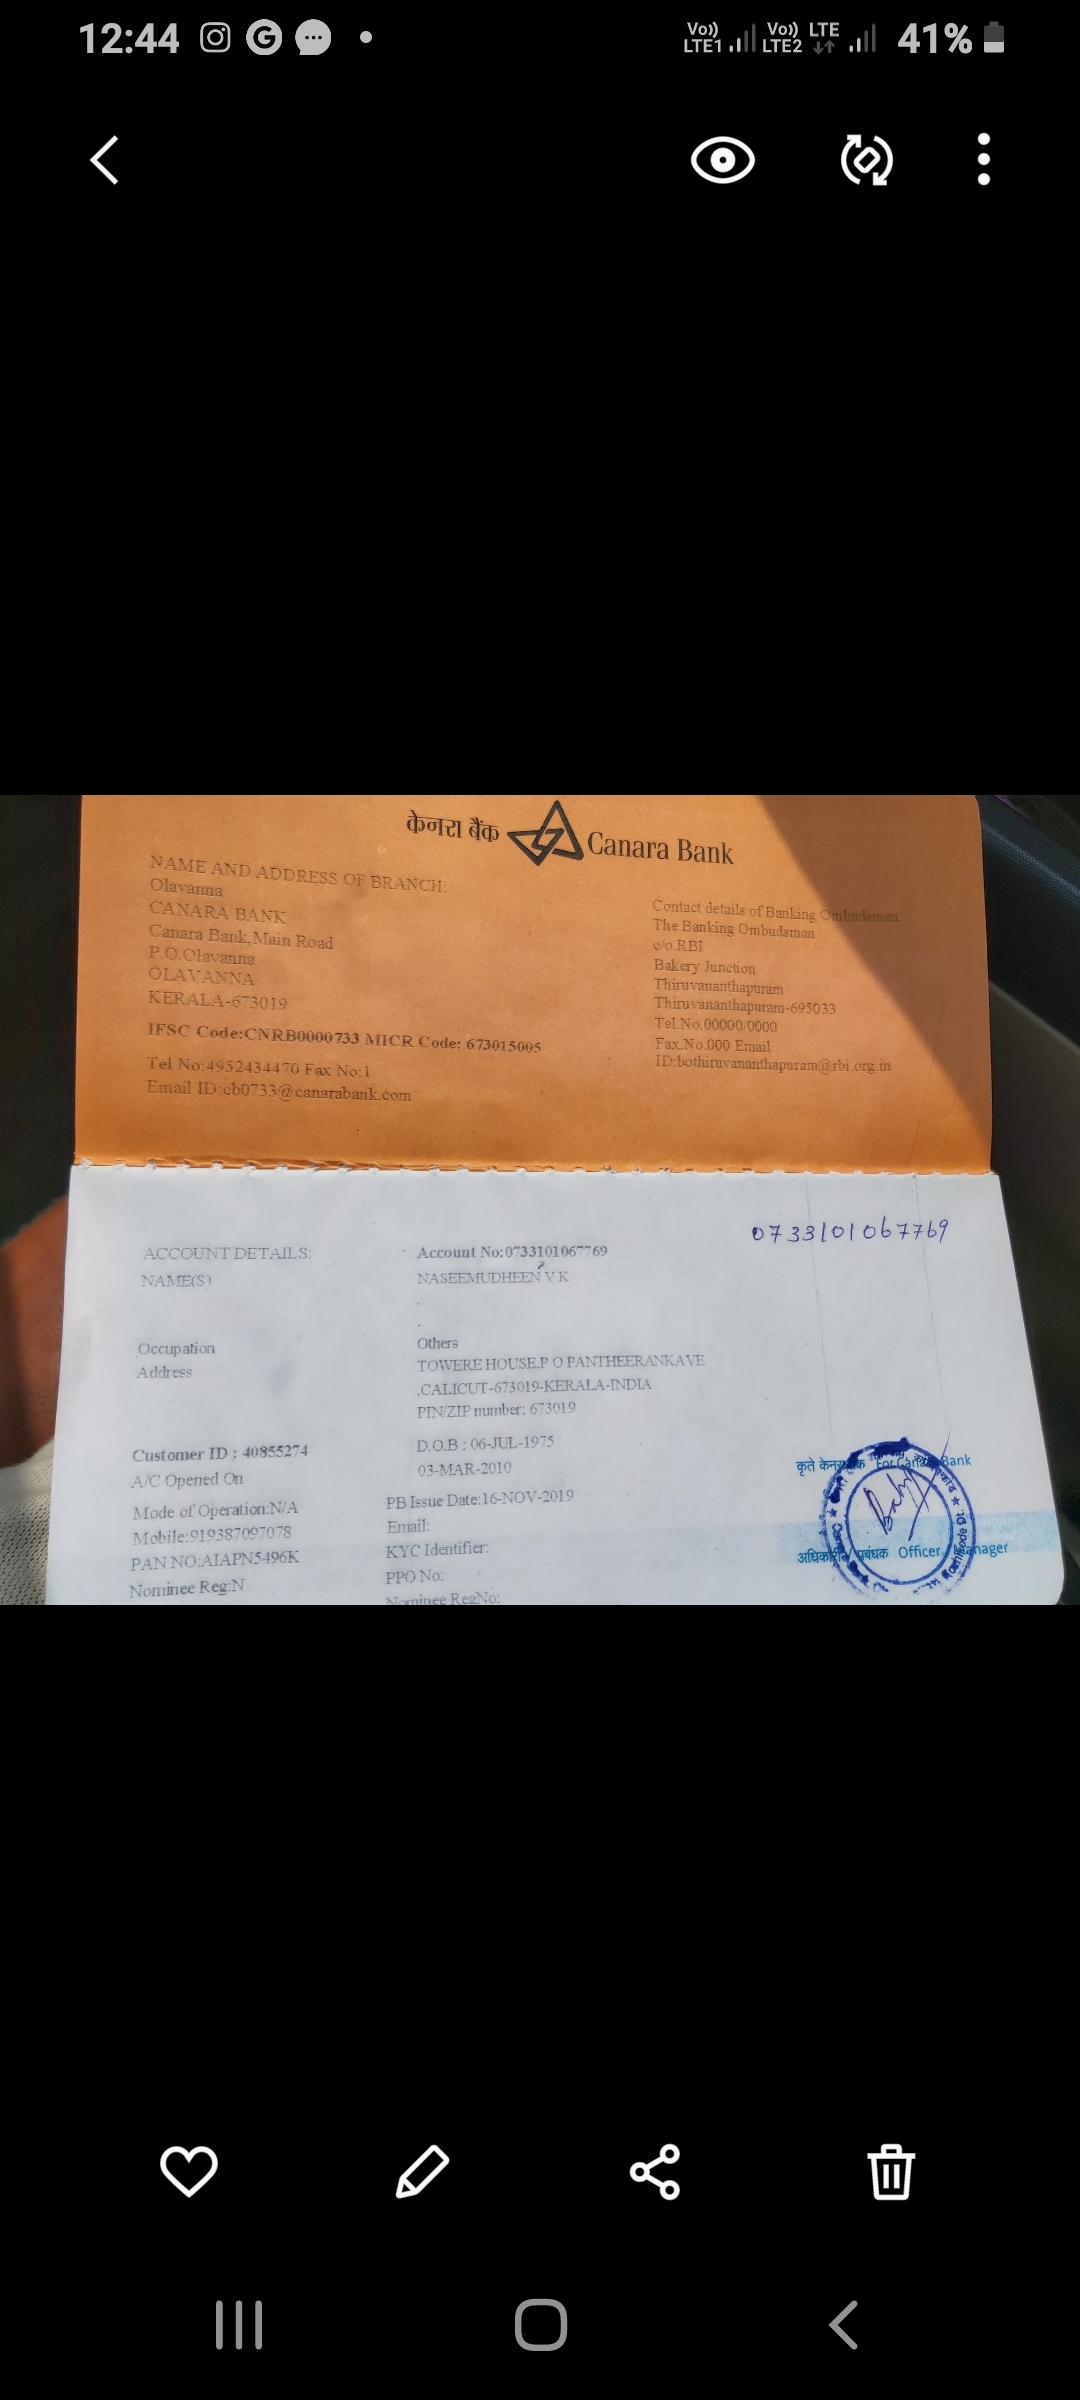 12:44
Vo)) LTE1 Vo)) LTE2 LTE 41%
केनरा बैंक Canara Bank
NAME AND ADDRESS OF BRANCH:
Olavanna
CANARA BANK
Canara Bank,Main Road
P.O.Olavanna
OLAVANNA
KERALA-673019
IFSC Code:CNRB0000733 MICR Code: 673015005
Tel No:4952434470 Fax No:1
Email ID:cb0733@canarabank.com
Contact details of Banking Ombudsman
The Banking Ombudsman
c/o.RBI
Bakery Junction
Thiruvananthapuram
Thiruvananthapuram-695033
Tel.No.00000/0000
Fax.No.000 Email
ID:bothiruvananthapuram@rbi.org.in
0733101067769
ACCOUNT DETAILS: Account No:0733101067769
NAME(S) NASEEMUDHEEN V K
Occupation Others
Address TOWERE HOUSE,P O PANTHEERANKAVE
,CALICUT-673019-KERALA-INDIA
PIN/ZIP number: 673019
Customer ID : 40855274 D.O.B : 06-JUL-1975
A/C Opened On 03-MAR-2010
Mode of Operation:N/A PB Issue Date:16-NOV-2019
Mobile:919387097078 Email:
PAN NO:AIAPN5496K KYC Identifier:
Nominee Reg:N PPO No:
Nominee RegNo:
कृते For Canara Bank
प्रबंधक Officer Manager